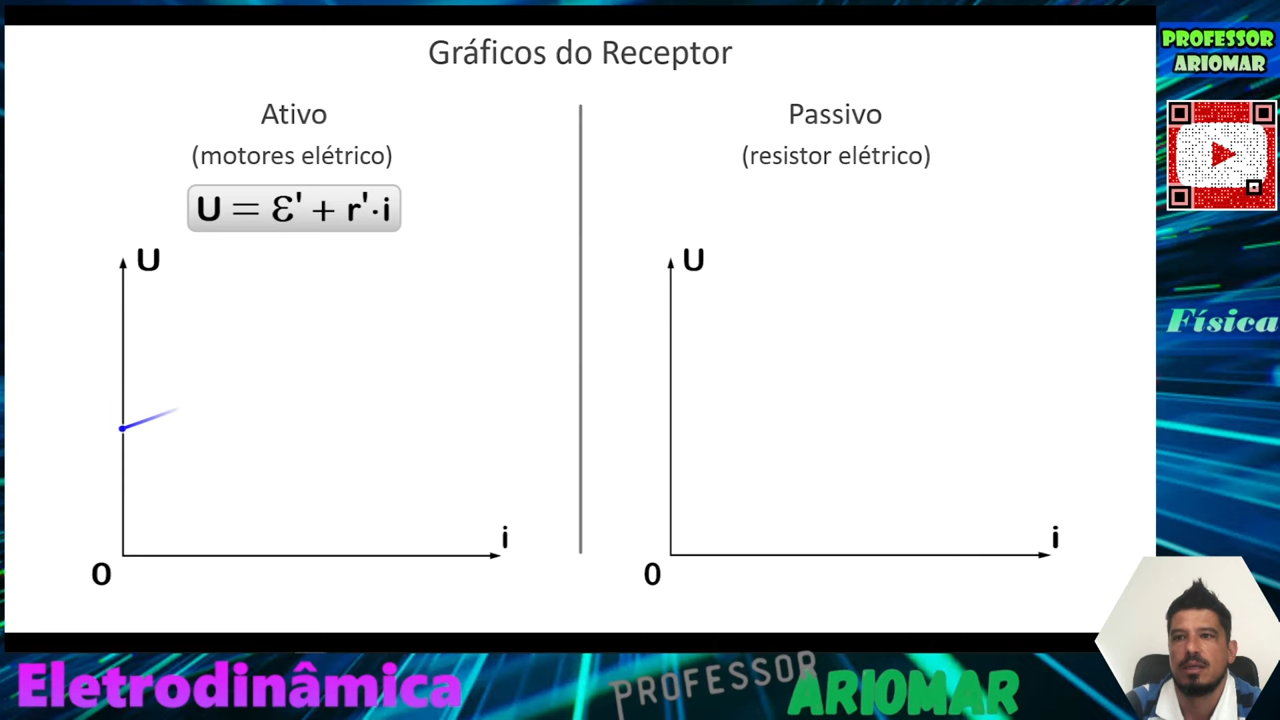 Gráficos do Receptor
Ativo
(motores elétrico)
U = Ɛ' + r'·i
U
i
0
Passivo
(resistor elétrico)
U
i
0
PROFESSOR
ARIOMAR
Física
Eletrodinâmica
PROFESSOR
ARIOMAR